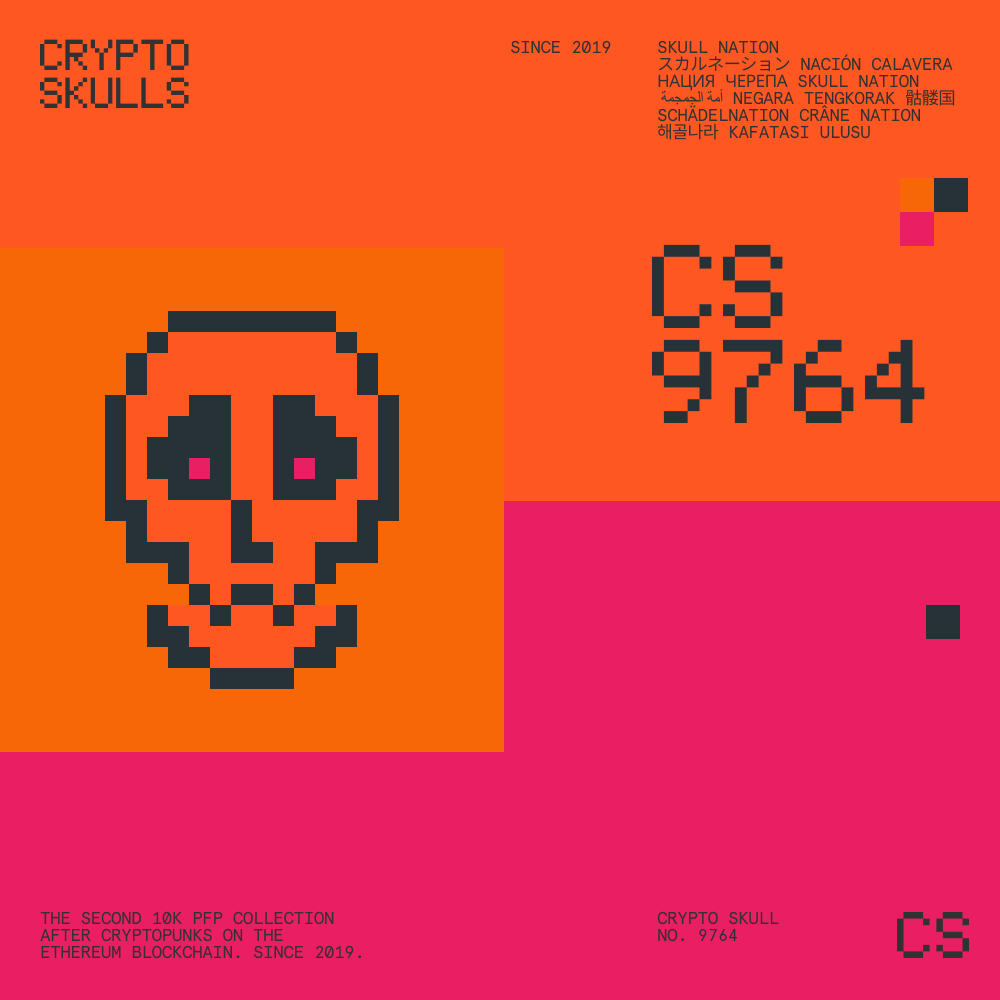 CRYPTO
SKULLS
SINCE 2019
SKULL NATION
スカルネーション NACIÓN CALAVERA
НАЦИЯ ЧЕРЕПА SKULL NATION
أمة الجمجمة NEGARA TENGKORAK 骷髅国
SCHÄDELNATION CRÂNE NATION
해골나라 KAFATASI ULUSU
CS
9764
THE SECOND 10K PFP COLLECTION
AFTER CRYPTOPUNKS ON THE
ETHEREUM BLOCKCHAIN. SINCE 2019.
CRYPTO SKULL
NO. 9764
CS